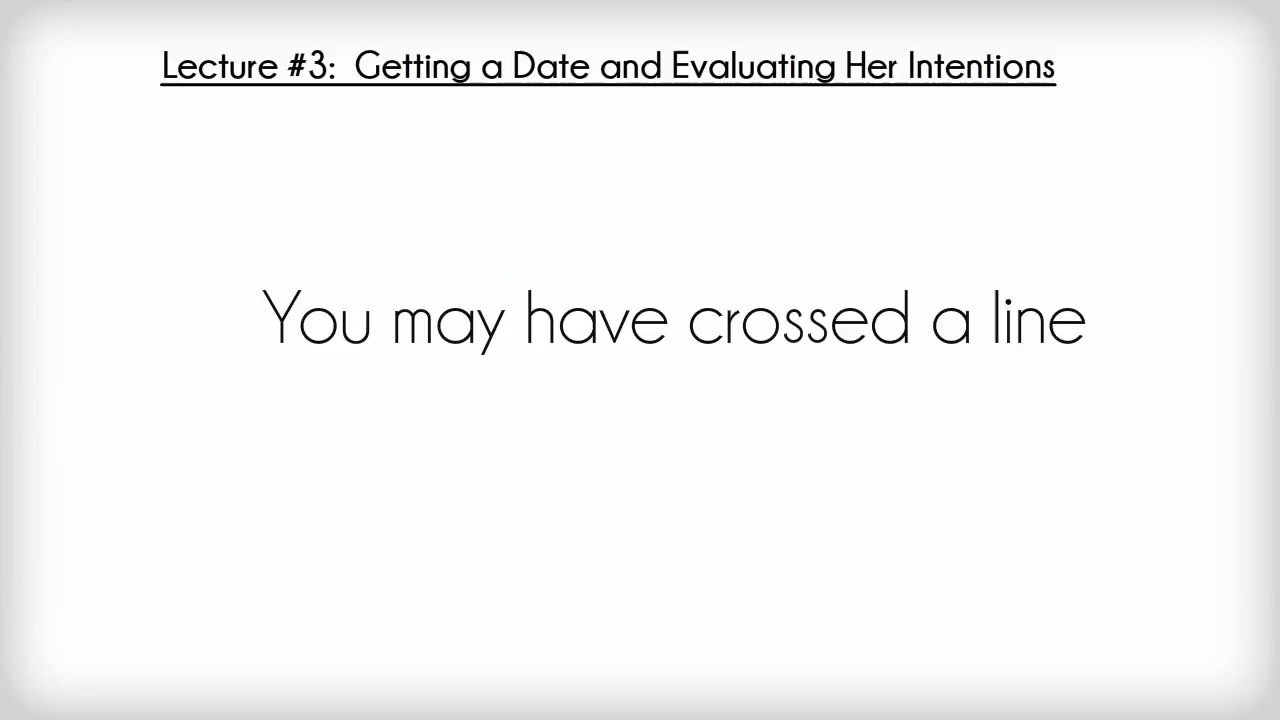 Lecture #3:  Getting a Date and Evaluating Her Intentions
You may have crossed a line